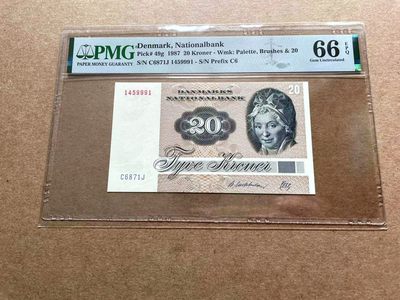 PMG
PAPER MONEY GUARANTY
Denmark, Nationalbank
Pick# 49g 1987 20 Kroner - Wmk: Palette, Brushes & 20
S/N C6871J 1459991 - S/N Prefix C6
66 EPQ
Gem Uncirculated
1459991
20
DANMARKS
NATIONALBANK
20
Tyve Kroner
C6871J